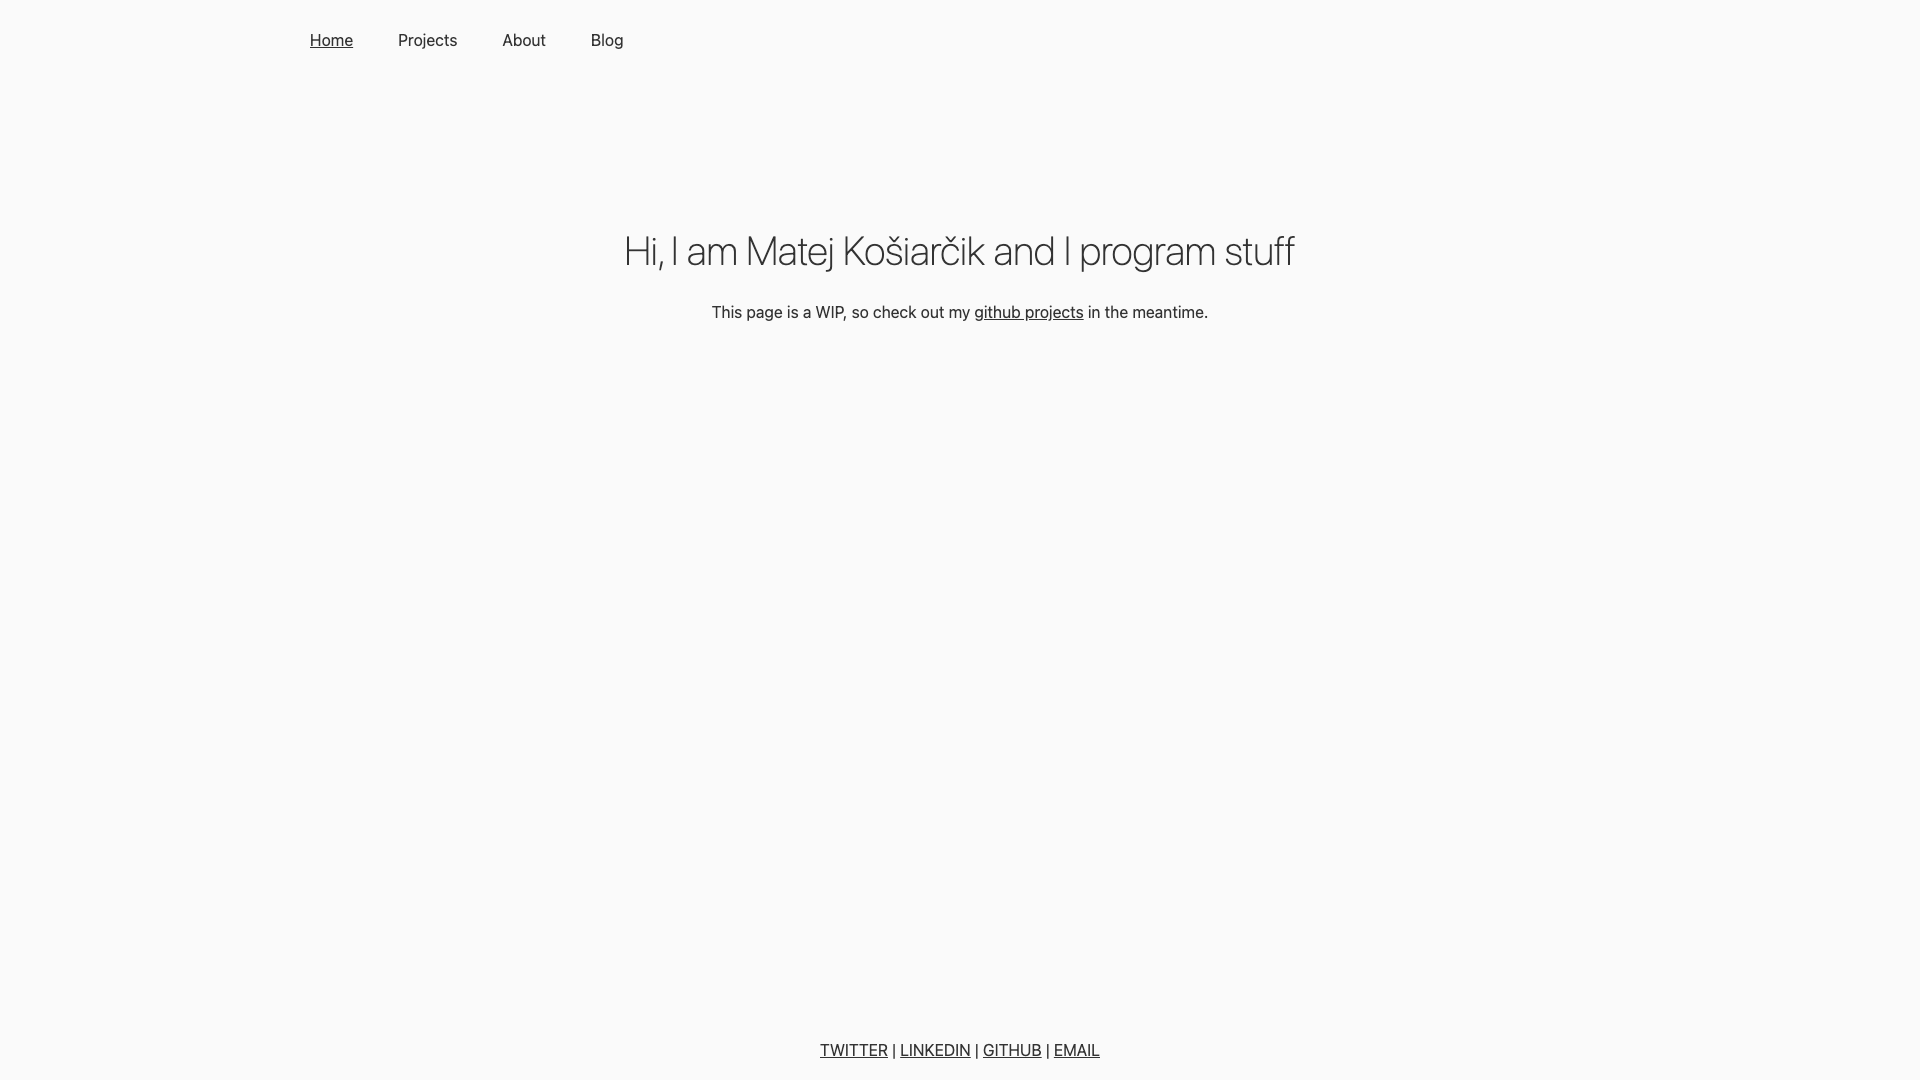 Home Projects About Blog
Hi, I am Matej Košiarčik and I program stuff
This page is a WIP, so check out my github projects in the meantime.
TWITTER | LINKEDIN | GITHUB | EMAIL